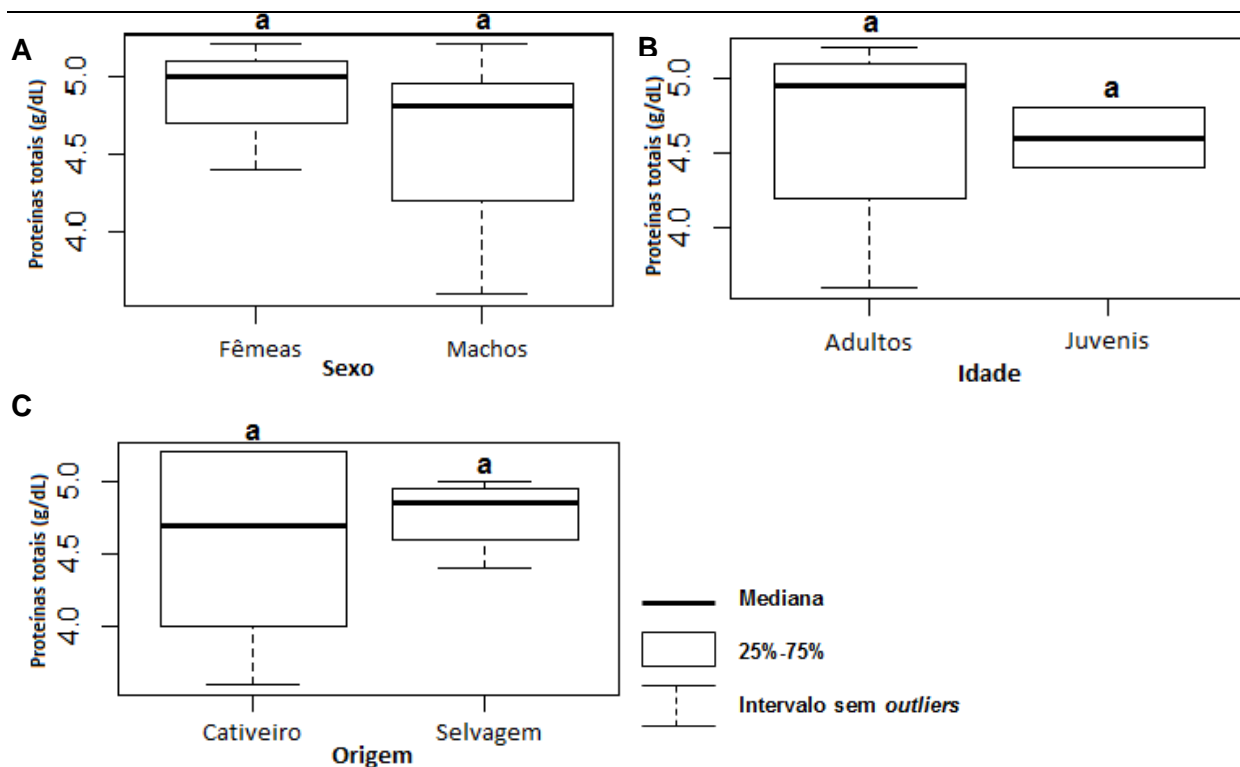 A
a
a
Proteínas totais (g/dL)
5.0
4.5
4.0
Fêmeas
Machos
Sexo
B
a
a
Proteínas totais (g/dL)
5.0
4.5
4.0
Adultos
Juvenis
Idade
C
a
a
Proteínas totais (g/dL)
5.0
4.5
4.0
Cativeiro
Selvagem
Origem
Mediana
25%-75%
Intervalo sem outliers